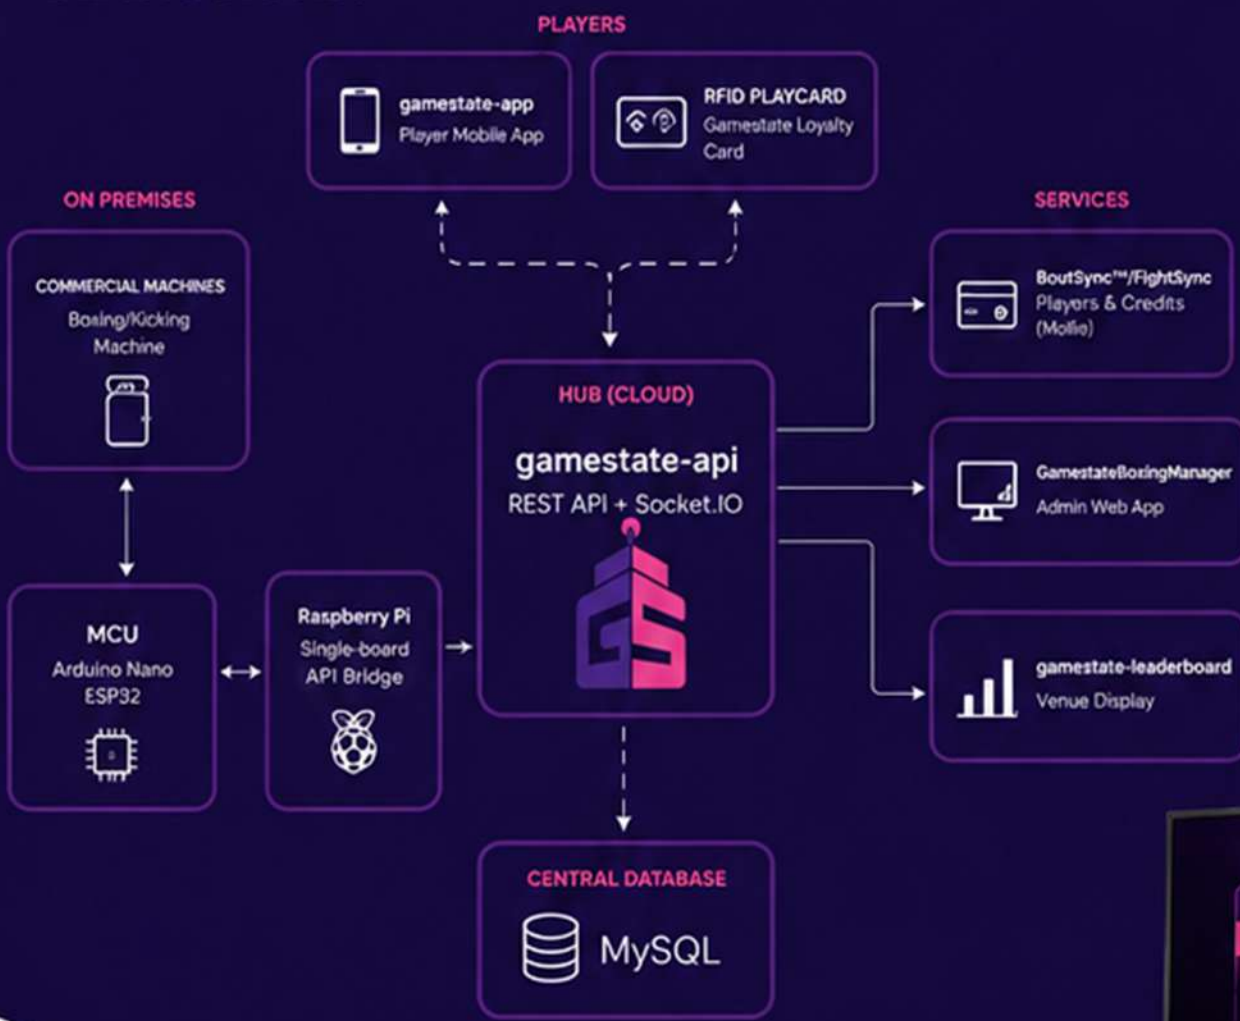 PLAYERS
gamestate-app
Player Mobile App
RFID PLAYCARD
Gamestate Loyalty
Card
ON PREMISES
COMMERCIAL MACHINES
Boxing/Kicking
Machine
MCU
Arduino Nano
ESP32
Raspberry Pi
Single-board
API Bridge
HUB (CLOUD)
gamestate-api
REST API + Socket.IO
GS
CENTRAL DATABASE
MySQL
SERVICES
BoutSync™/FightSync
Players & Credits
(Mollie)
GamestateBoxingManager
Admin Web App
gamestate-leaderboard
Venue Display